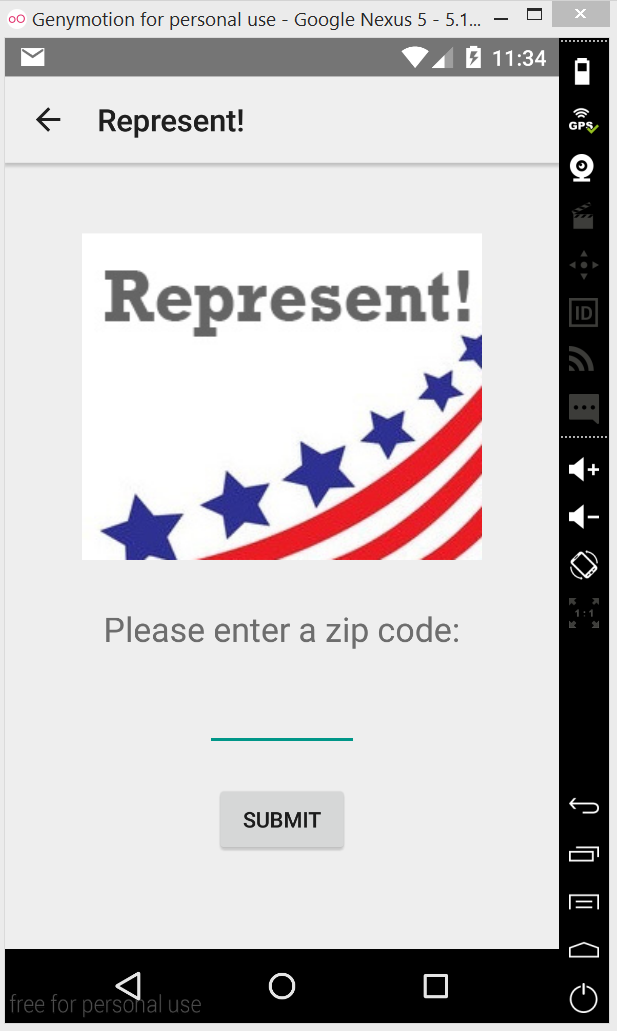 Genymotion for personal use - Google Nexus 5 - 5.1...
11:34
Represent!
GPS
Represent!
ID
Please enter a zip code:
1:1
SUBMIT
free for personal use